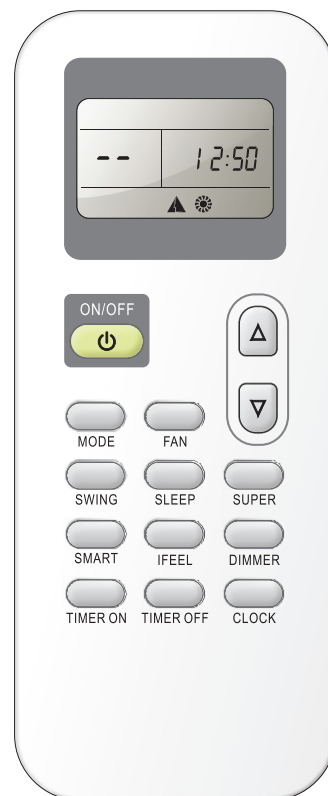 -- 12:50
ON/OFF
MODE FAN
SWING SLEEP SUPER
SMART IFEEL DIMMER
TIMER ON TIMER OFF CLOCK